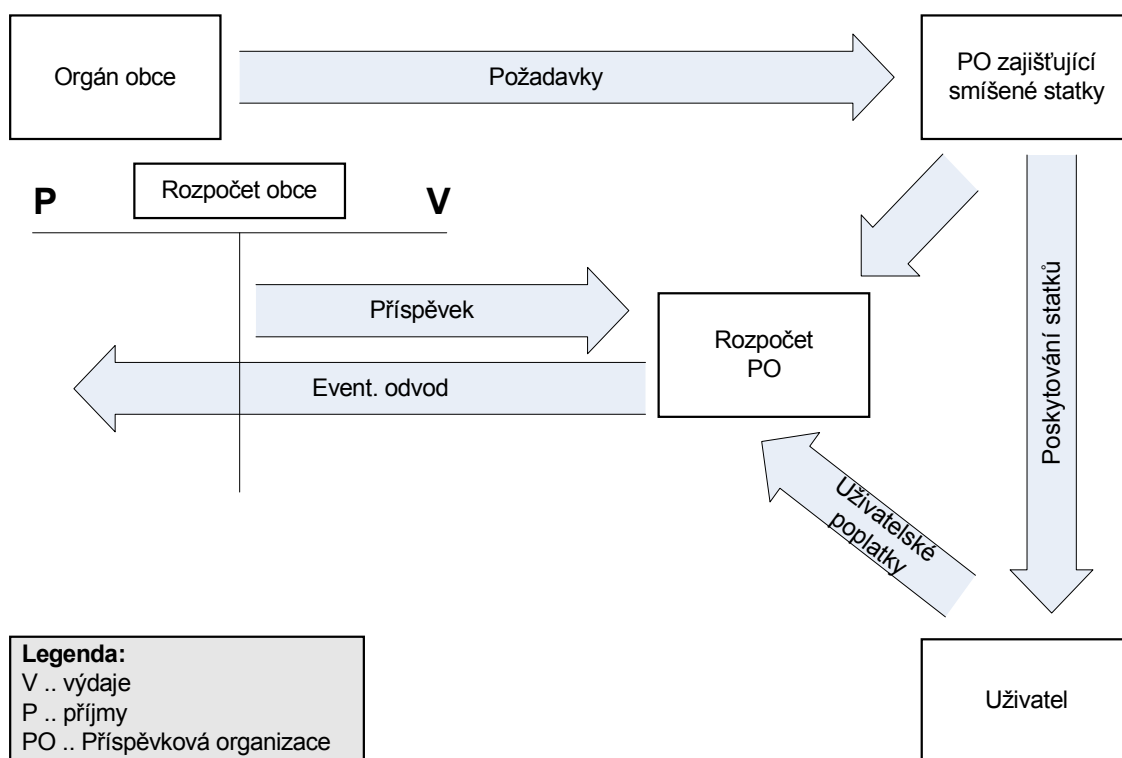 Orgán obce
Požadavky
PO zajišťující
smíšené statky
Rozpočet obce
P
V
Příspěvek
Event. odvod
Rozpočet
PO
Poskytování statků
Uživatelské
poplatky
Legenda:
V .. výdaje
P .. příjmy
PO .. Příspěvková organizace
Uživatel